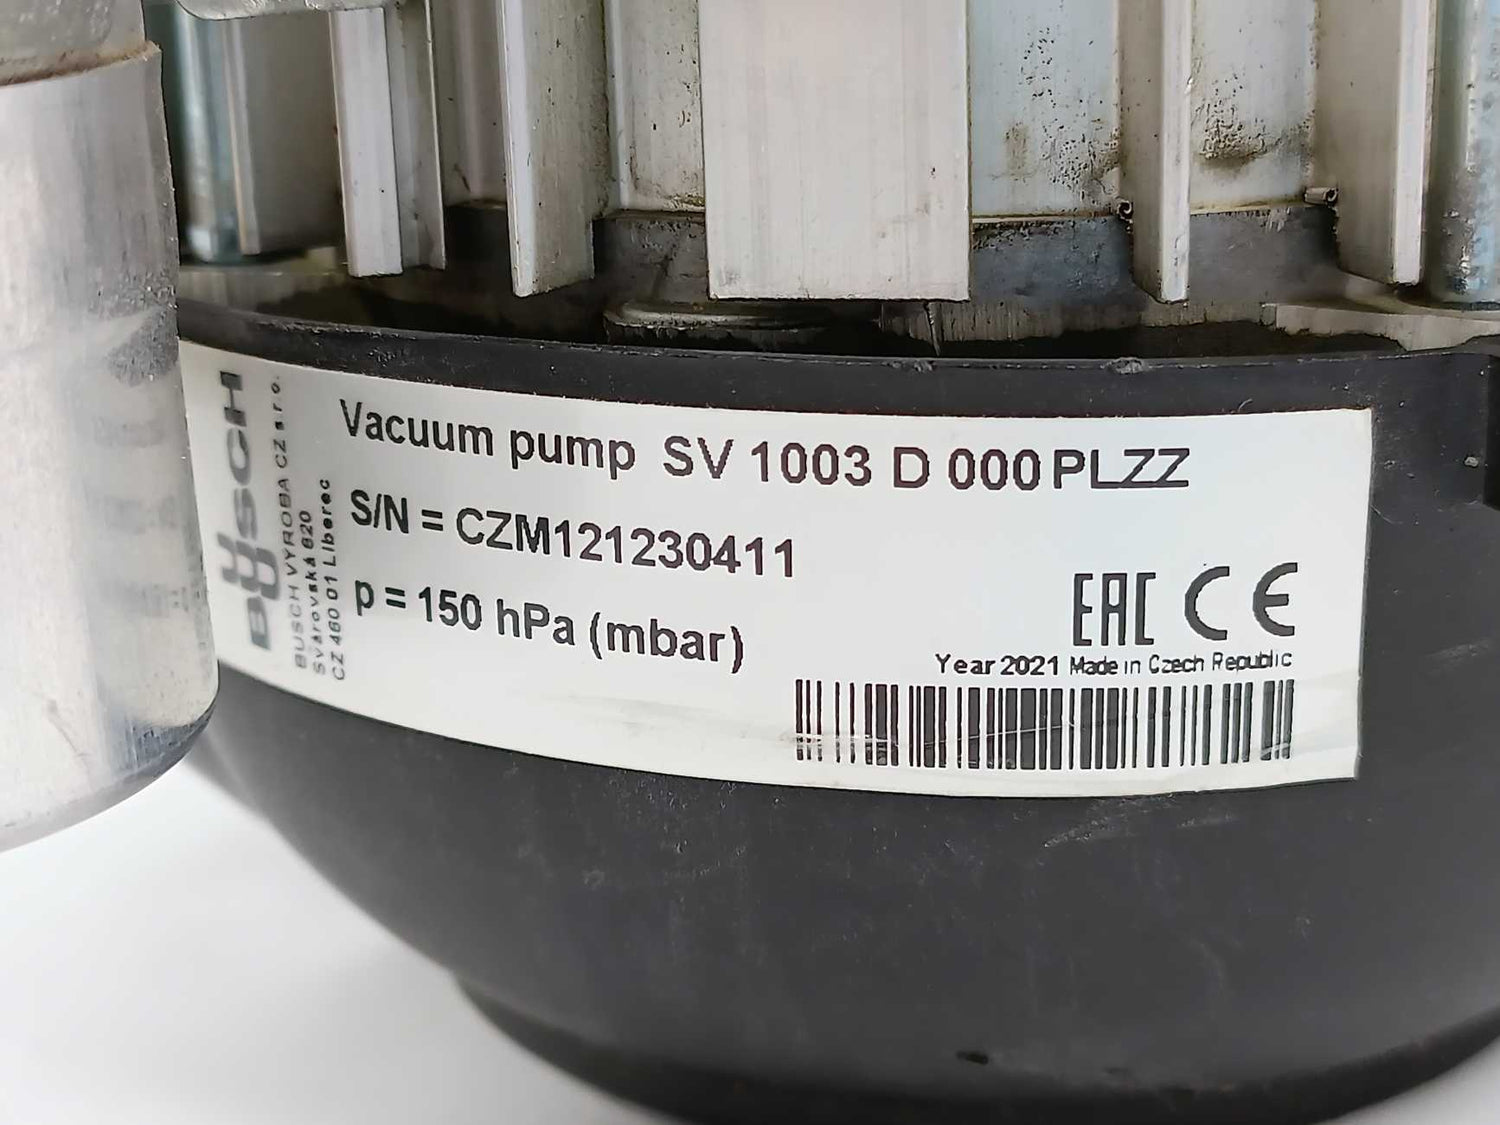 BUSCH
BUSCH VÝROBA CZ s.r.o.
Svárovská 620
CZ 460 01 Liberec
Vacuum pump SV 1003 D 000 PLZZ
S/N = CZM121230411
p = 150 hPa (mbar)
EAC CE
Year 2021 Made in Czech Republic